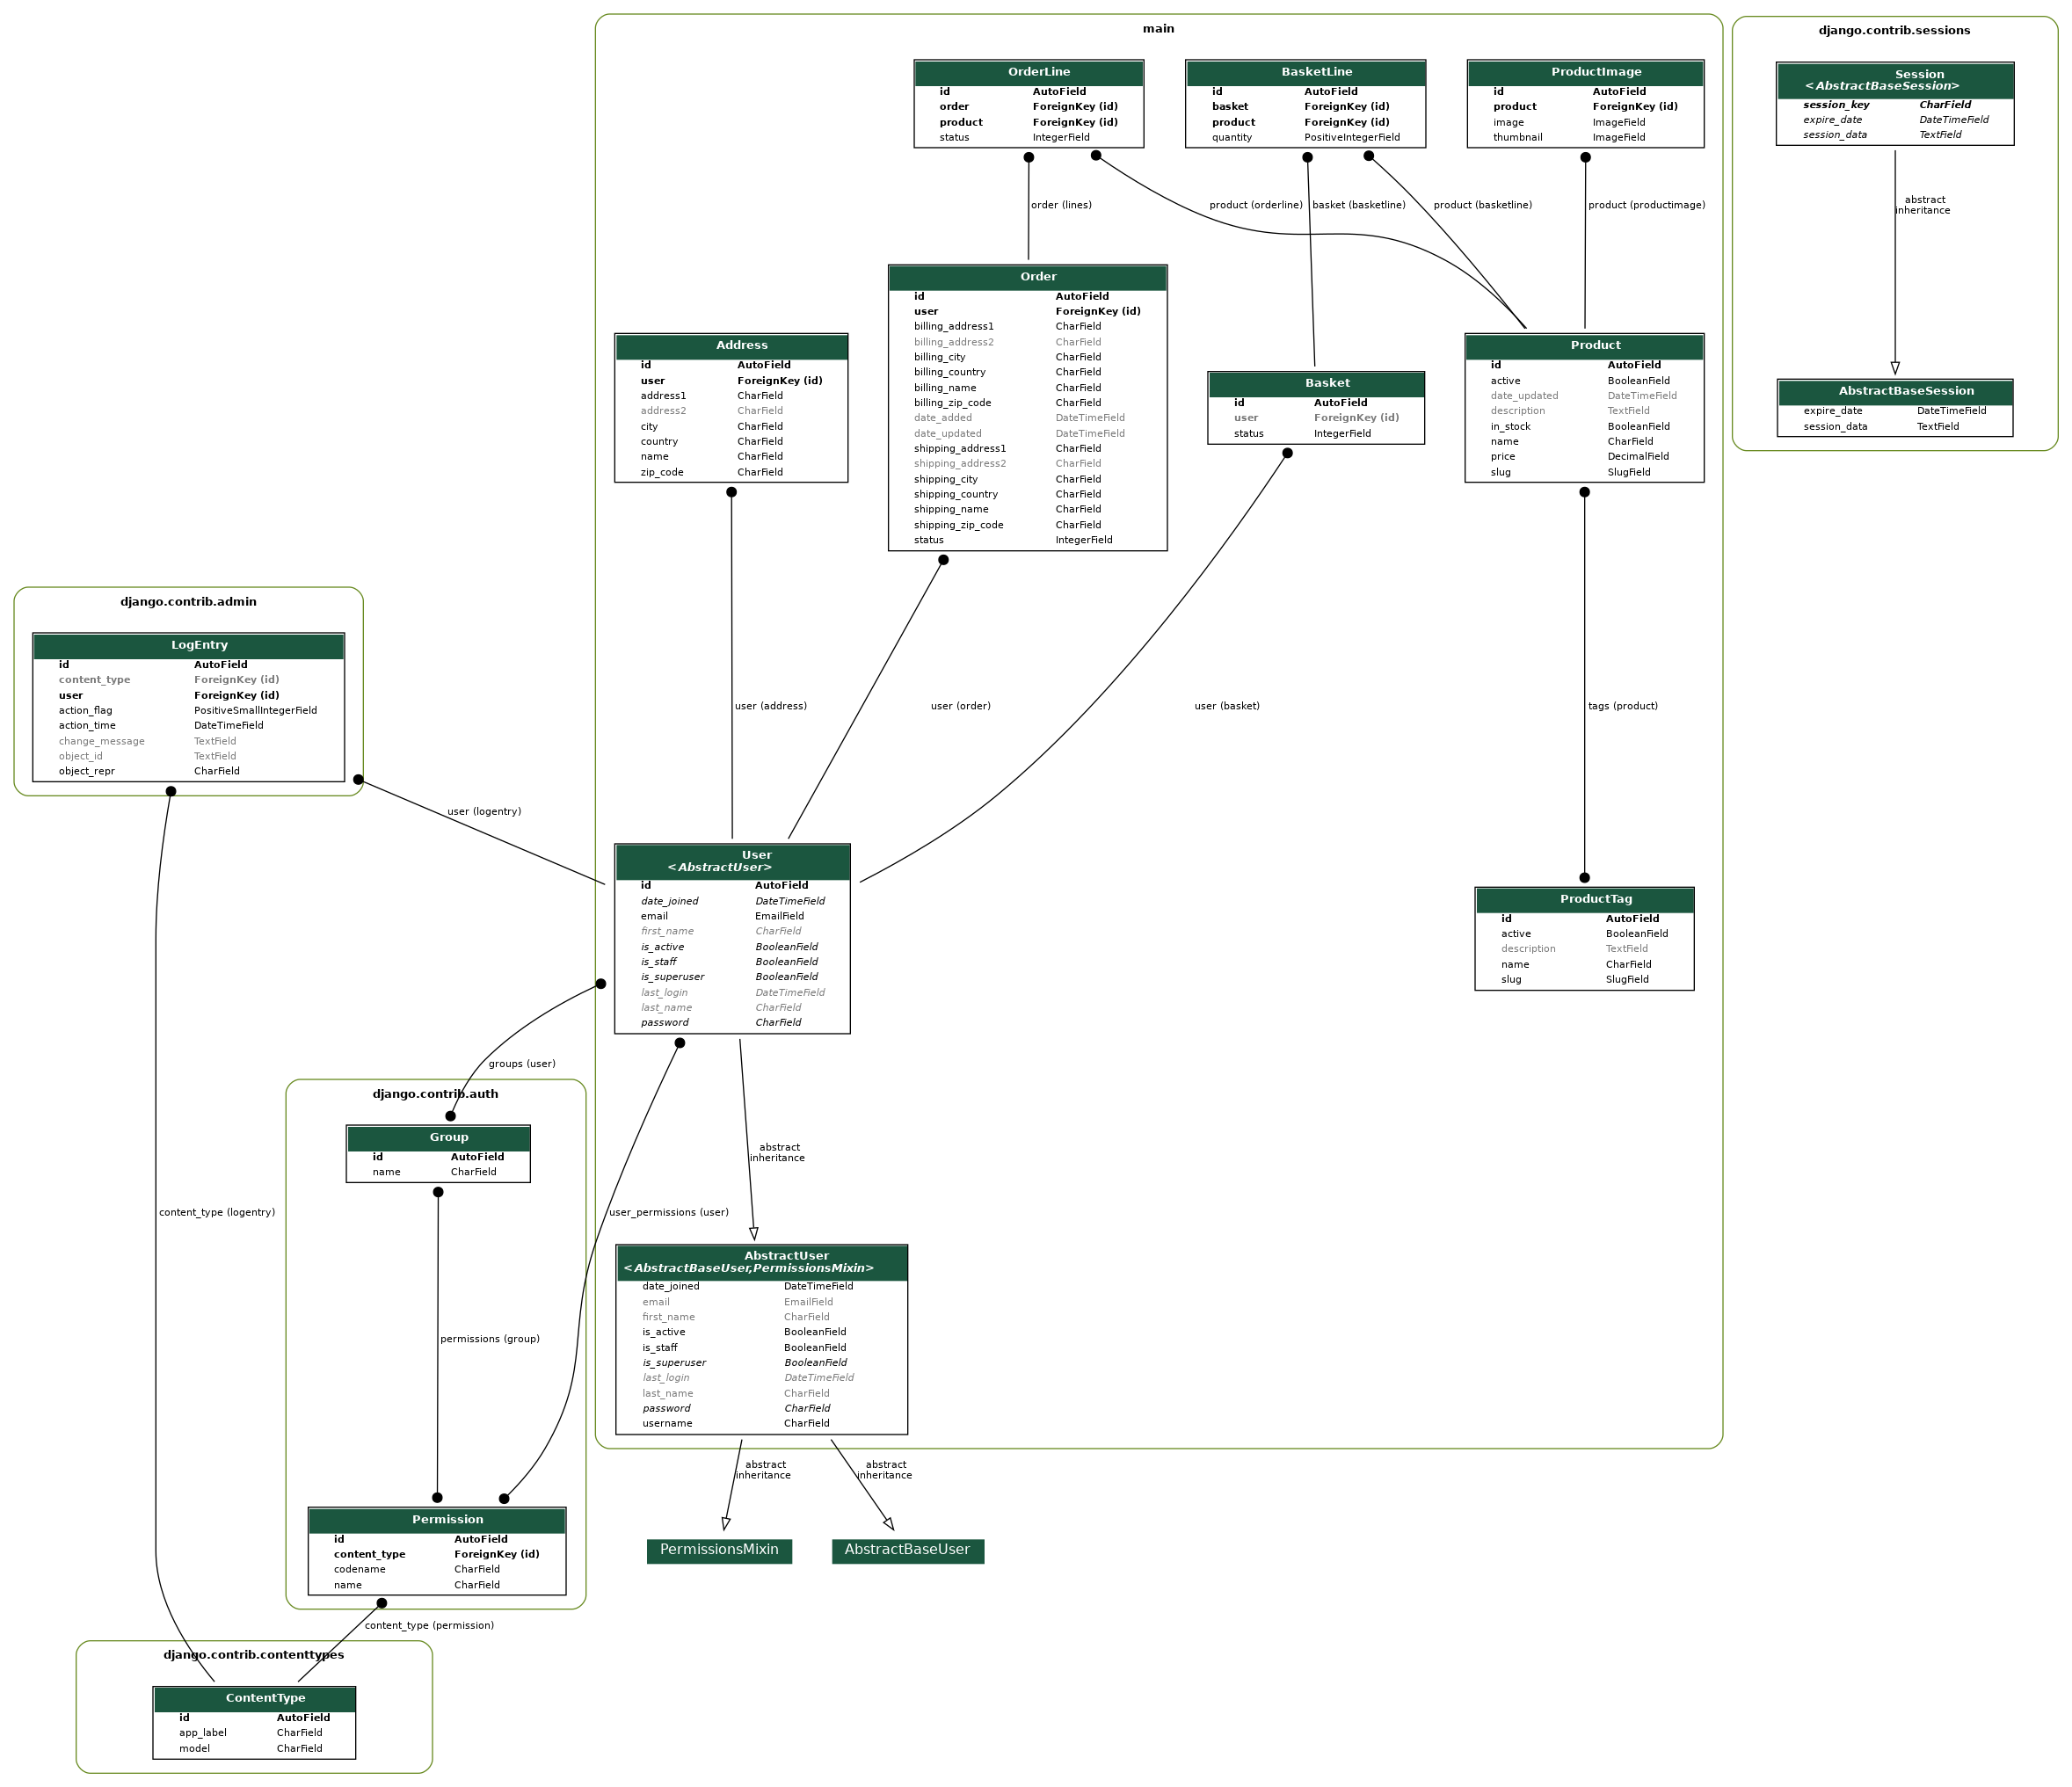 main
OrderLine
id AutoField
order ForeignKey (id)
product ForeignKey (id)
status IntegerField
BasketLine
id AutoField
basket ForeignKey (id)
product ForeignKey (id)
quantity PositiveIntegerField
ProductImage
id AutoField
product ForeignKey (id)
image ImageField
thumbnail ImageField
order (lines)
product (orderline)
basket (basketline)
product (basketline)
product (productimage)
Order
id AutoField
user ForeignKey (id)
billing_address1 CharField
billing_address2 CharField
billing_city CharField
billing_country CharField
billing_name CharField
billing_zip_code CharField
date_added DateTimeField
date_updated DateTimeField
shipping_address1 CharField
shipping_address2 CharField
shipping_city CharField
shipping_country CharField
shipping_name CharField
shipping_zip_code CharField
status IntegerField
Address
id AutoField
user ForeignKey (id)
address1 CharField
address2 CharField
city CharField
country CharField
name CharField
zip_code CharField
Basket
id AutoField
user ForeignKey (id)
status IntegerField
Product
id AutoField
active BooleanField
date_updated DateTimeField
description TextField
in_stock BooleanField
name CharField
price DecimalField
slug SlugField
user (address)
user (order)
user (basket)
tags (product)
User
<AbstractUser>
id AutoField
date_joined DateTimeField
email EmailField
first_name CharField
is_active BooleanField
is_staff BooleanField
is_superuser BooleanField
last_login DateTimeField
last_name CharField
password CharField
ProductTag
id AutoField
active BooleanField
description TextField
name CharField
slug SlugField
abstract
inheritance
user_permissions (user)
AbstractUser
<AbstractBaseUser,PermissionsMixin>
date_joined DateTimeField
email EmailField
first_name CharField
is_active BooleanField
is_staff BooleanField
is_superuser BooleanField
last_login DateTimeField
last_name CharField
password CharField
username CharField
abstract
inheritance
abstract
inheritance
PermissionsMixin
AbstractBaseUser
django.contrib.sessions
Session
<AbstractBaseSession>
session_key CharField
expire_date DateTimeField
session_data TextField
abstract
inheritance
AbstractBaseSession
expire_date DateTimeField
session_data TextField
django.contrib.admin
LogEntry
id AutoField
content_type ForeignKey (id)
user ForeignKey (id)
action_flag PositiveSmallIntegerField
action_time DateTimeField
change_message TextField
object_id TextField
object_repr CharField
user (logentry)
groups (user)
content_type (logentry)
django.contrib.auth
Group
id AutoField
name CharField
permissions (group)
Permission
id AutoField
content_type ForeignKey (id)
codename CharField
name CharField
content_type (permission)
django.contrib.contenttypes
ContentType
id AutoField
app_label CharField
model CharField